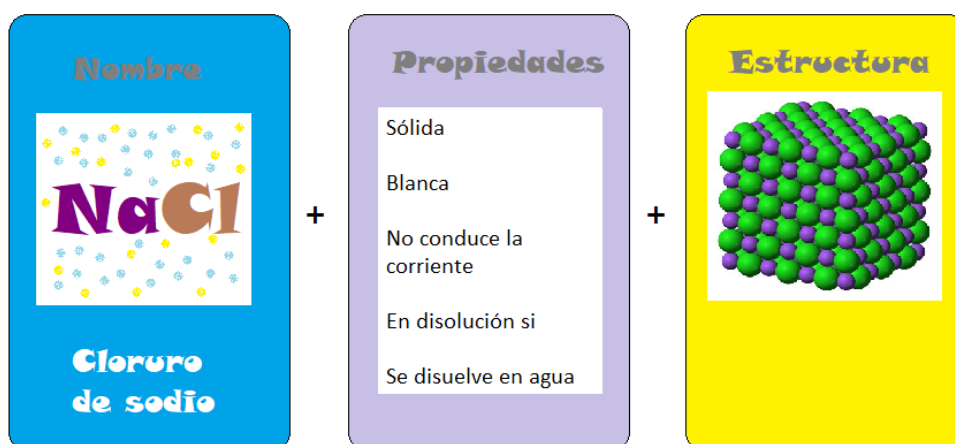 Nombre
NaCl
Cloruro
de sodio
+
Propiedades
Sólida
Blanca
No conduce la
corriente
En disolución si
Se disuelve en agua
+
Estructura